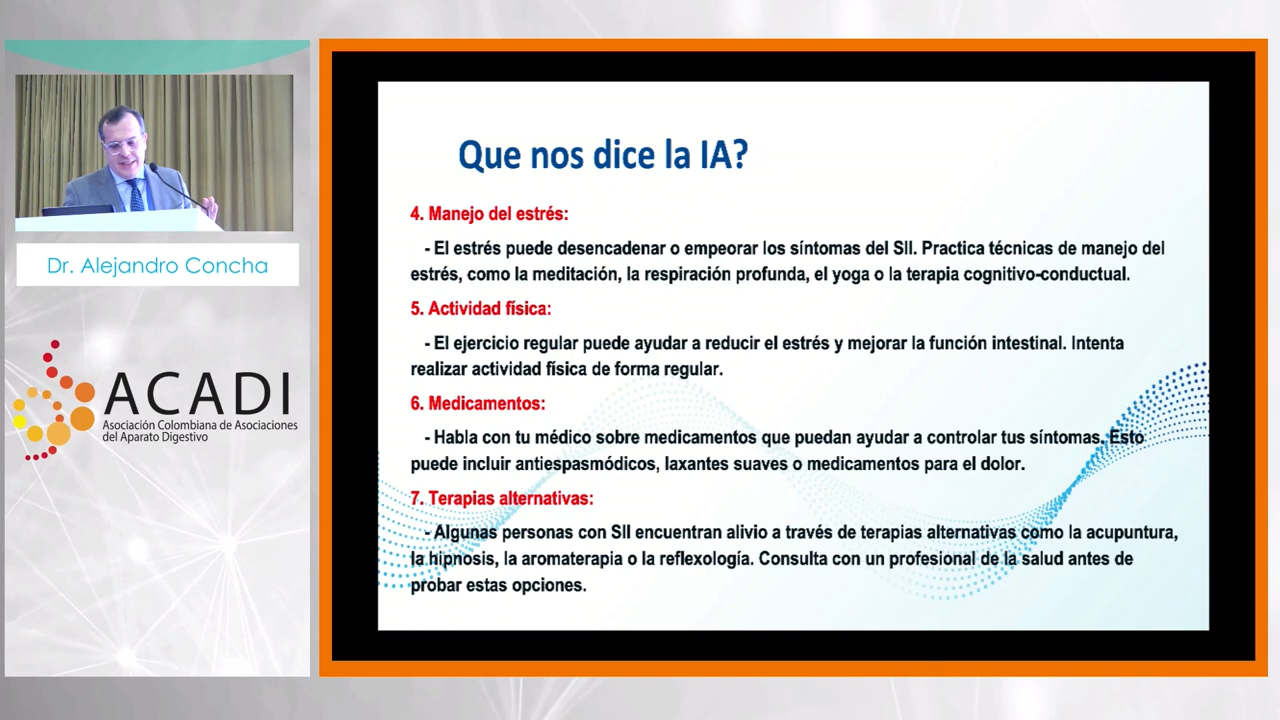 Dr. Alejandro Concha
ACADI
Asociación Colombiana de Asociaciones
del Aparato Digestivo
Que nos dice la IA?
4. Manejo del estrés:
- El estrés puede desencadenar o empeorar los síntomas del SII. Practica técnicas de manejo del
estrés, como la meditación, la respiración profunda, el yoga o la terapia cognitivo-conductual.
5. Actividad física:
- El ejercicio regular puede ayudar a reducir el estrés y mejorar la función intestinal. Intenta
realizar actividad física de forma regular.
6. Medicamentos:
- Habla con tu médico sobre medicamentos que puedan ayudar a controlar tus síntomas. Esto
puede incluir antiespasmódicos, laxantes suaves o medicamentos para el dolor.
7. Terapias alternativas:
- Algunas personas con SII encuentran alivio a través de terapias alternativas como la acupuntura,
la hipnosis, la aromaterapia o la reflexología. Consulta con un profesional de la salud antes de
probar estas opciones.